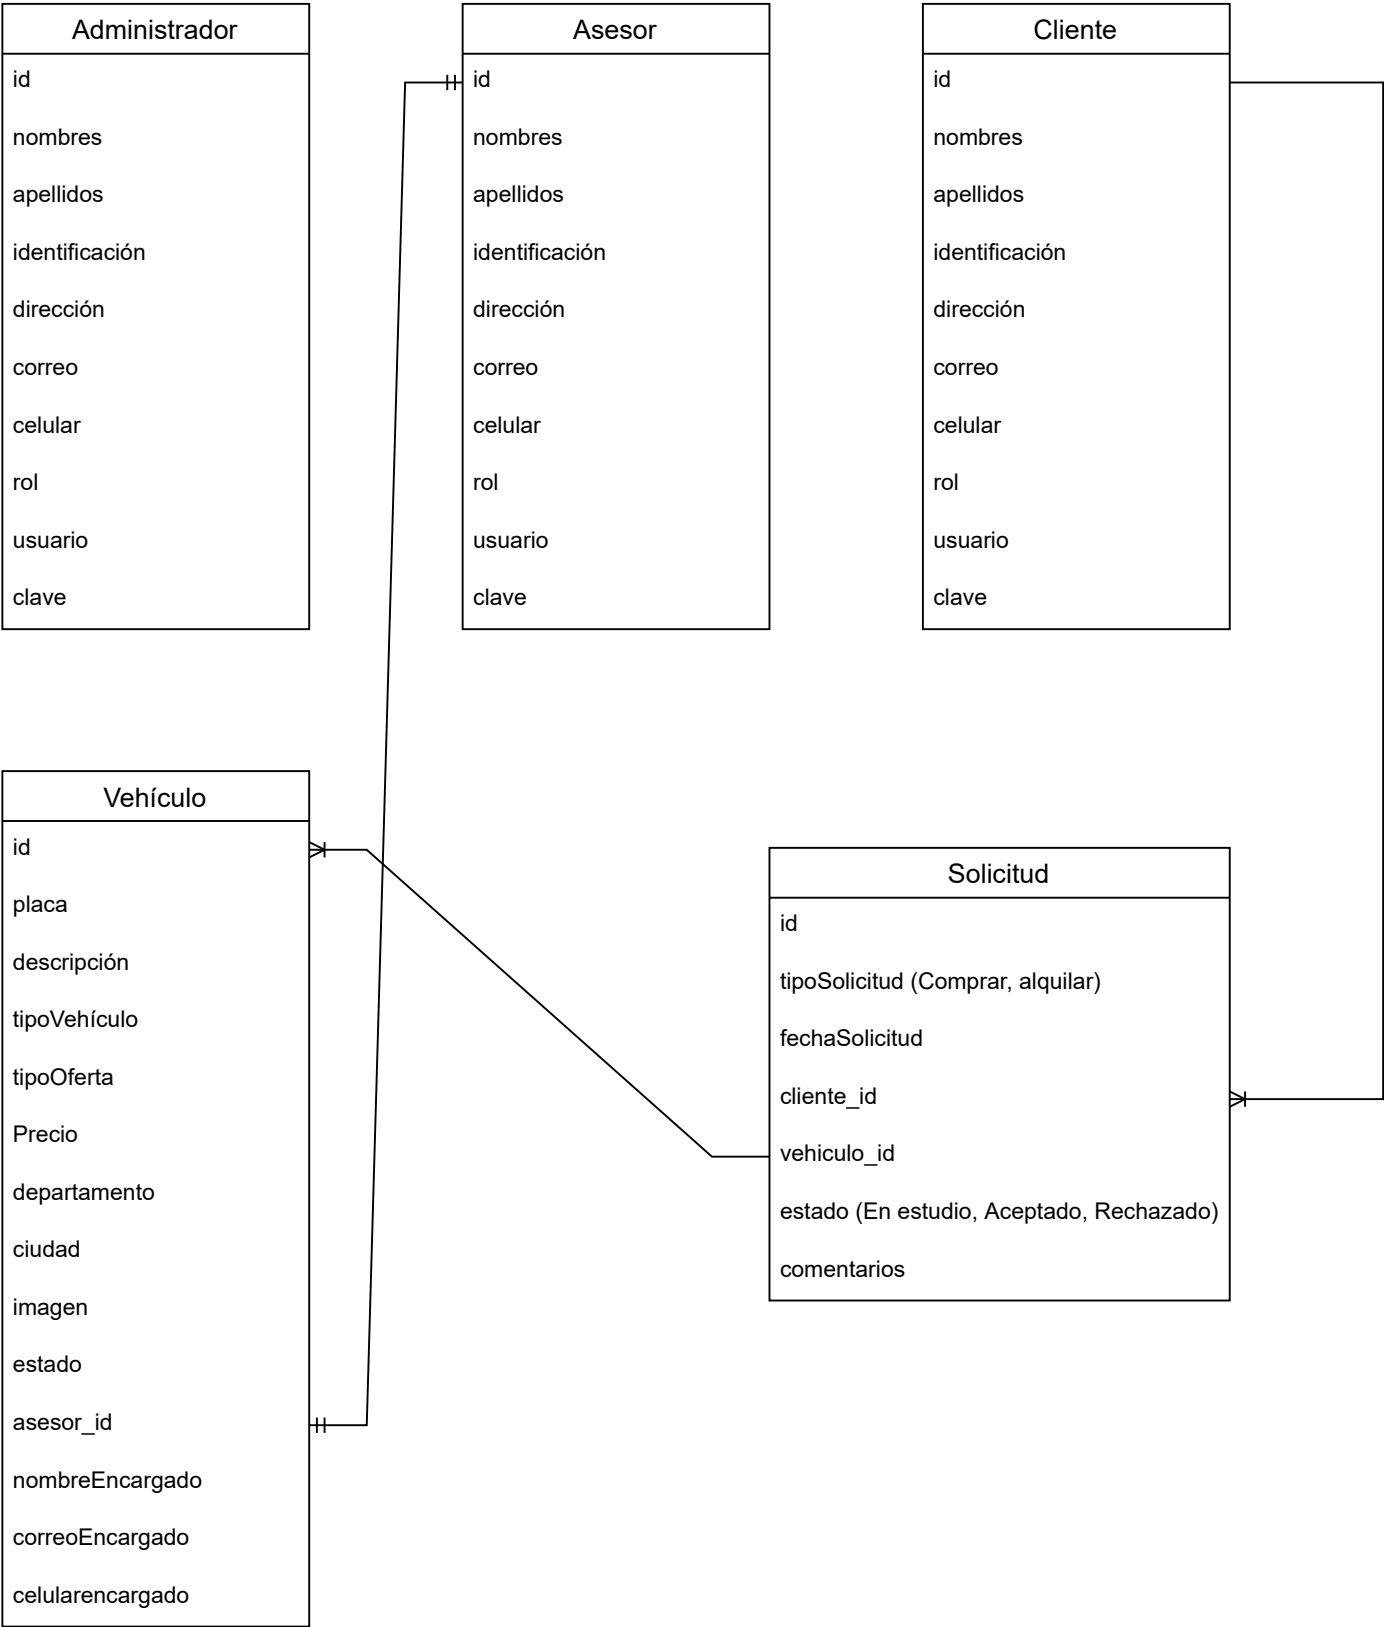 Administrador
id
nombres
apellidos
identificación
dirección
correo
celular
rol
usuario
clave
Asesor
id
nombres
apellidos
identificación
dirección
correo
celular
rol
usuario
clave
Cliente
id
nombres
apellidos
identificación
dirección
correo
celular
rol
usuario
clave
Vehículo
id
placa
descripción
tipoVehículo
tipoOferta
Precio
departamento
ciudad
imagen
estado
asesor_id
nombreEncargado
correoEncargado
celularencargado
Solicitud
id
tipoSolicitud (Comprar, alquilar)
fechaSolicitud
cliente_id
vehiculo_id
estado (En estudio, Aceptado, Rechazado)
comentarios